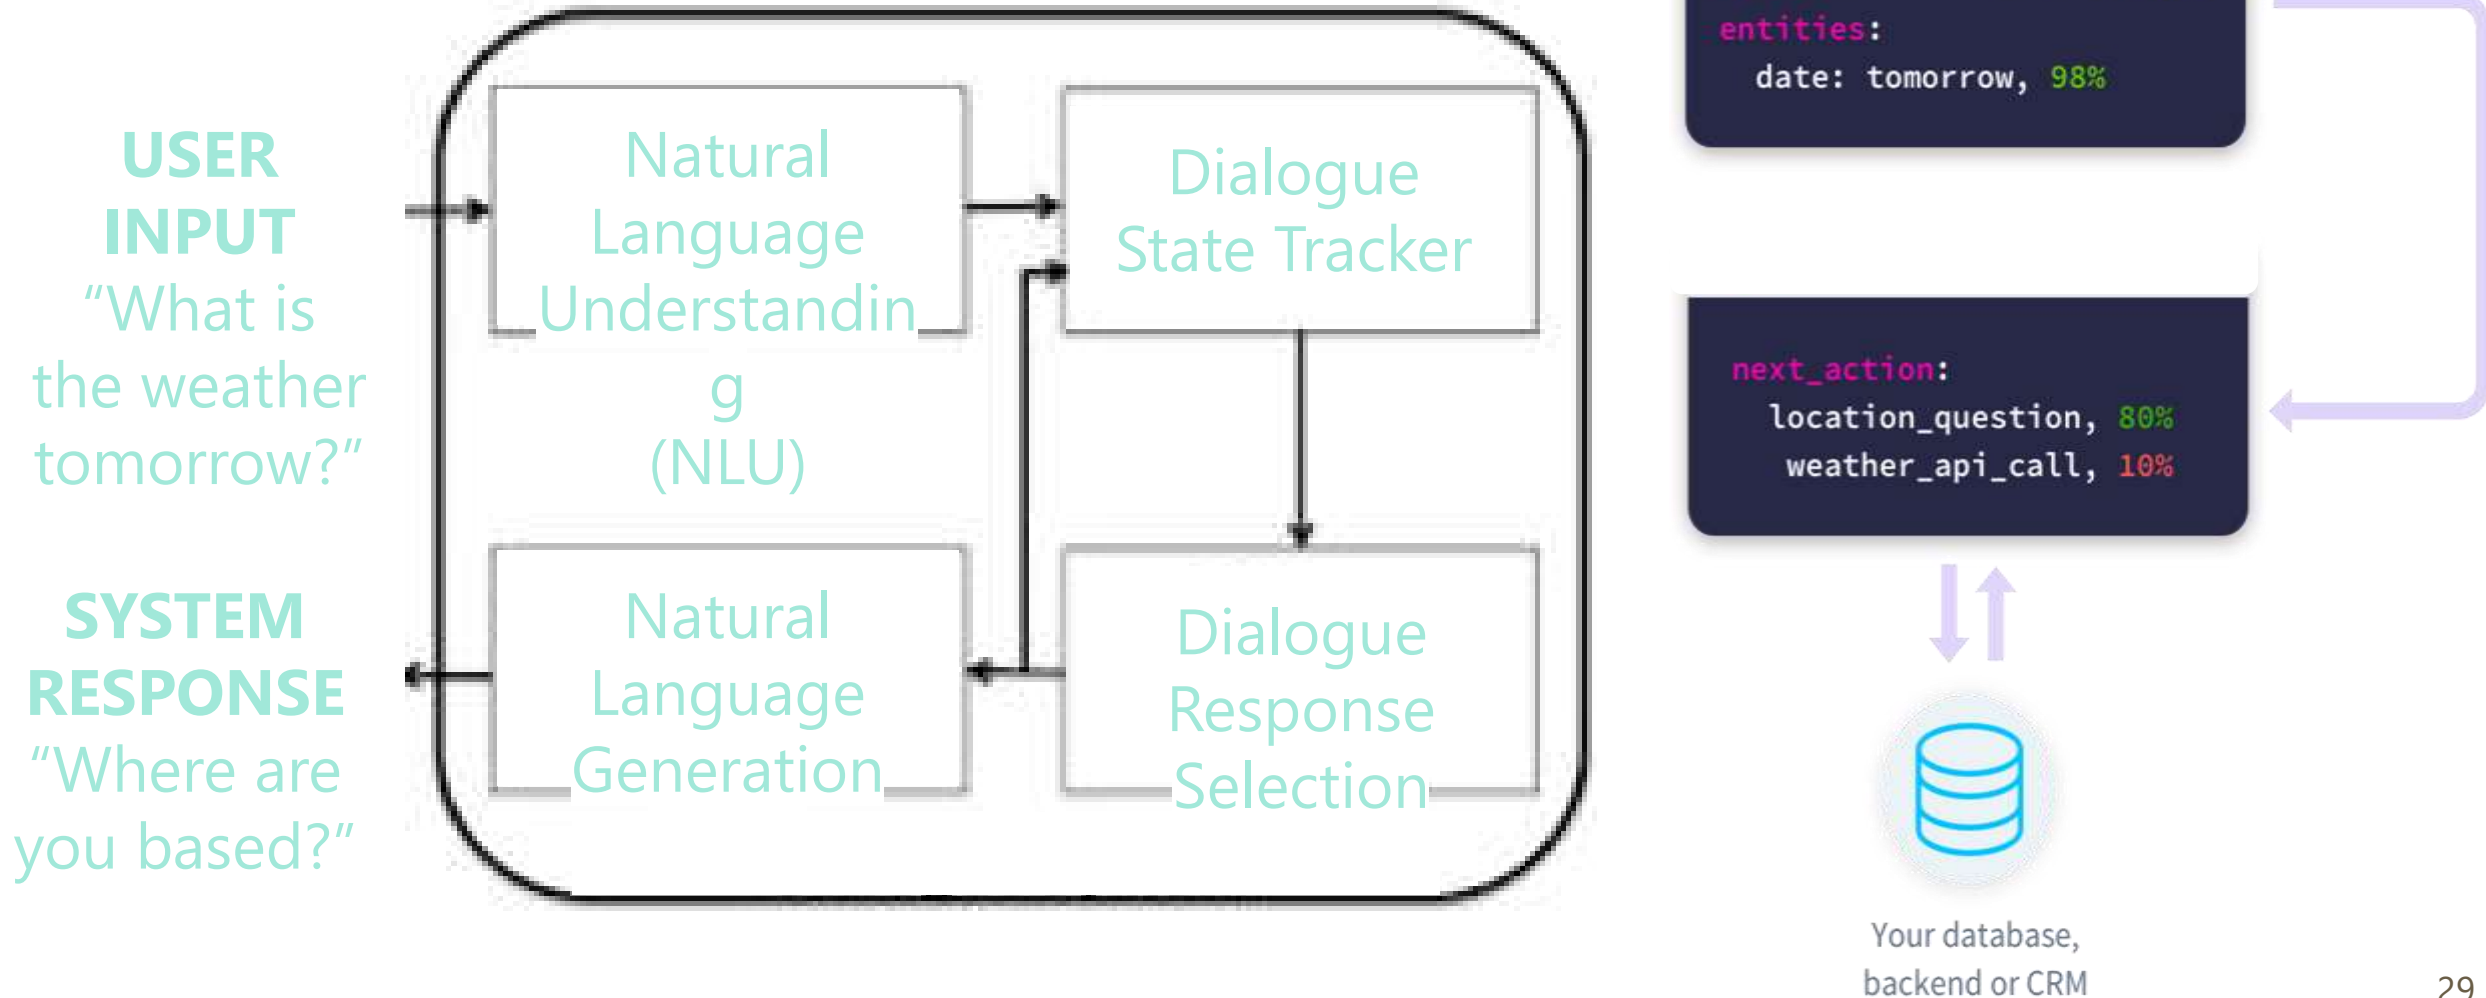 USER
INPUT
“What is
the weather
tomorrow?”
SYSTEM
RESPONSE
“Where are
you based?”
Natural
Language
Understandin
g
(NLU)
Dialogue
State Tracker
Natural
Language
Generation
Dialogue
Response
Selection
entities:
date: tomorrow, 98%
next_action:
location_question, 80%
weather_api_call, 10%
Your database,
backend or CRM
29